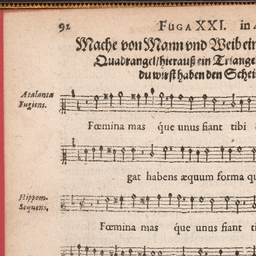 92 FUGA XXI. in
Mache von Mann vnd Weib ein
Quadrangel/hierauß ein Triange
du wirst haben den Schei
Atalanta
Fugiens.
Fœmina mas que unus fiant tibi
gat habens æquum forma qu
Hippom-
Sequens.
Fœmina mas que unus fiant ti